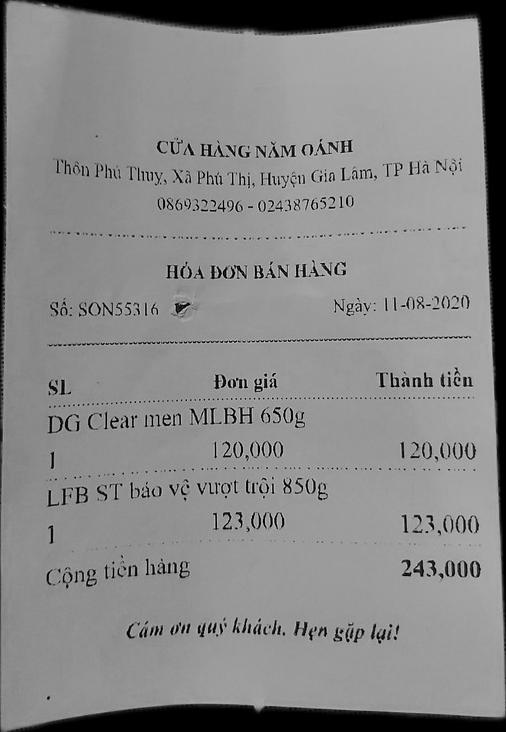 CỬA HÀNG NĂM OÁNH
Thôn Phú Thuỵ, Xã Phú Thị, Huyện Gia Lâm, TP Hà Nội
0869322496 - 02438765210
HÓA ĐƠN BÁN HÀNG
Số: SON55316 Ngày: 11-08-2020
SL Đơn giá Thành tiền
DG Clear men MLBH 650g
1 120,000 120,000
LFB ST bảo vệ vượt trội 850g
1 123,000 123,000
Cộng tiền hàng 243,000
Cảm ơn quý khách. Hẹn gặp lại!